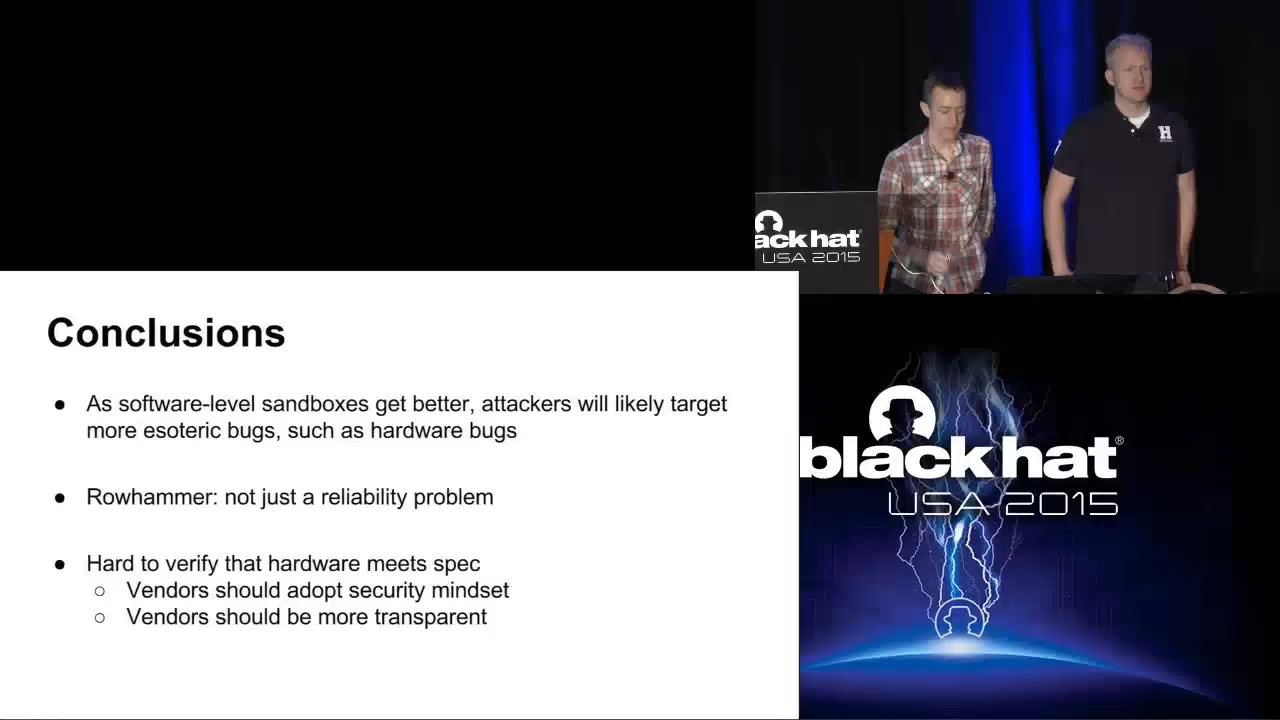 ack hat
USA 2015
Conclusions
● As software-level sandboxes get better, attackers will likely target
more esoteric bugs, such as hardware bugs
● Rowhammer: not just a reliability problem
● Hard to verify that hardware meets spec
○ Vendors should adopt security mindset
○ Vendors should be more transparent
black hat®
USA 2015
H